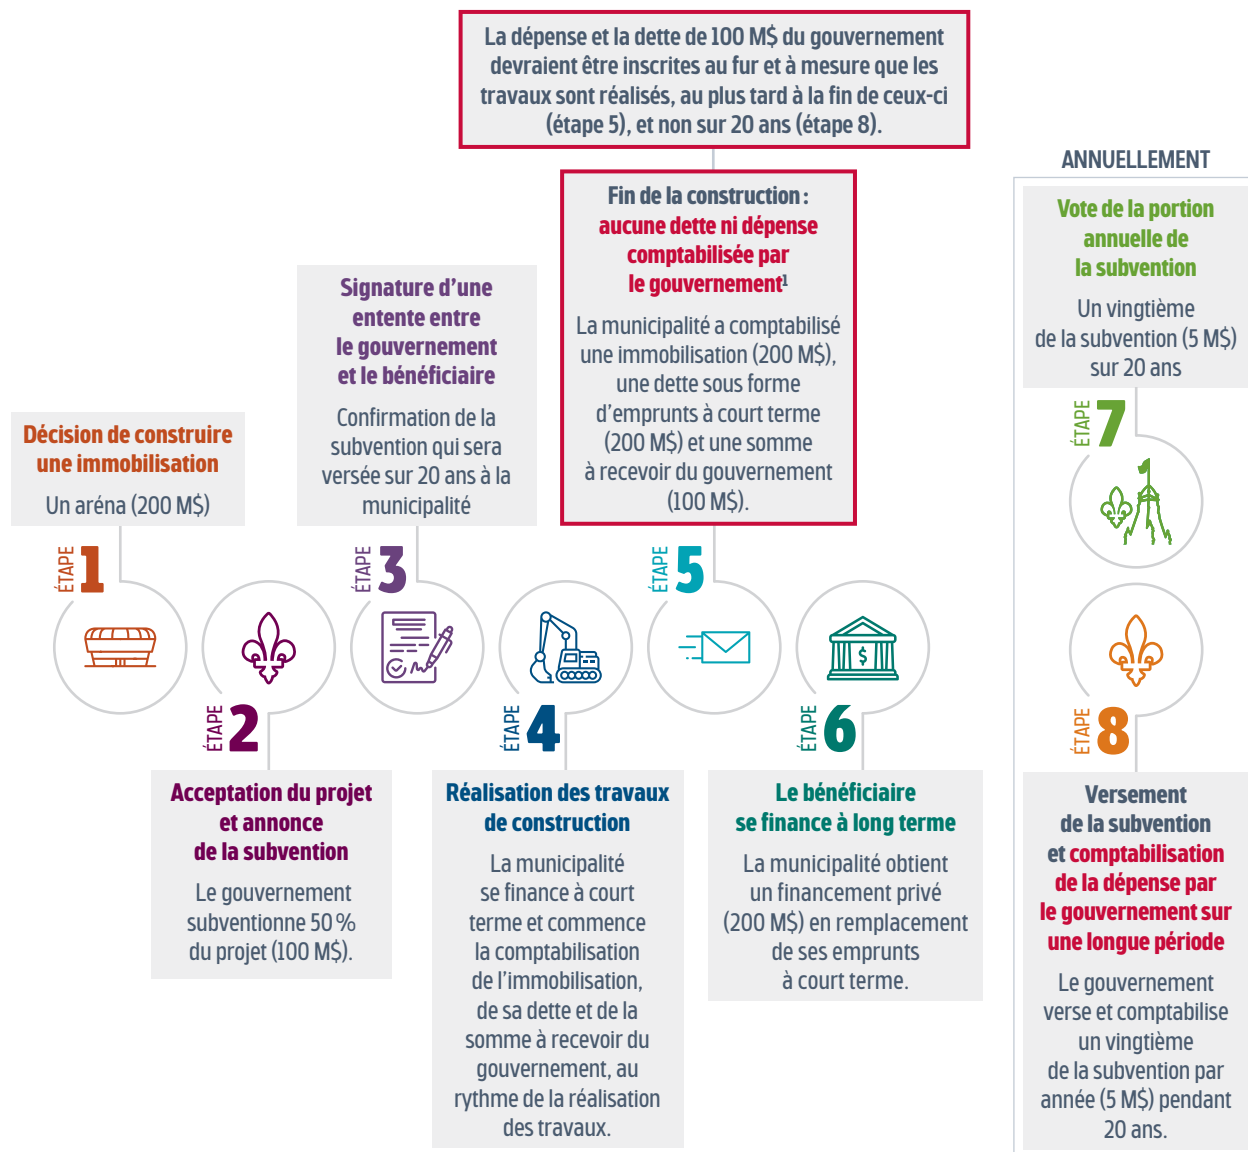 La dépense et la dette de 100 M$ du gouvernement
devraient être inscrites au fur et à mesure que les
travaux sont réalisés, au plus tard à la fin de ceux-ci
(étape 5), et non sur 20 ans (étape 8).
Décision de construire
une immobilisation
Un aréna (200 M$)
ÉTAPE 1
ÉTAPE 2
Acceptation du projet
et annonce
de la subvention
Le gouvernement
subventionne 50 %
du projet (100 M$).
Signature d’une
entente entre
le gouvernement
et le bénéficiaire
Confirmation de la
subvention qui sera
versée sur 20 ans à la
municipalité
ÉTAPE 3
ÉTAPE 4
Réalisation des travaux
de construction
La municipalité
se finance à court
terme et commence
la comptabilisation
de l’immobilisation,
de sa dette et de la
somme à recevoir du
gouvernement, au
rythme de la réalisation
des travaux.
Fin de la construction :
aucune dette ni dépense
comptabilisée par
le gouvernement¹
La municipalité a comptabilisé
une immobilisation (200 M$),
une dette sous forme
d’emprunts à court terme
(200 M$) et une somme
à recevoir du gouvernement
(100 M$).
ÉTAPE 5
$
ÉTAPE 6
Le bénéficiaire
se finance à long terme
La municipalité obtient
un financement privé
(200 M$) en remplacement
de ses emprunts
à court terme.
ANNUELLEMENT
Vote de la portion
annuelle de
la subvention
Un vingtième
de la subvention (5 M$)
sur 20 ans
ÉTAPE 7
ÉTAPE 8
Versement
de la subvention
et comptabilisation
de la dépense par
le gouvernement sur
une longue période
Le gouvernement
verse et comptabilise
un vingtième
de la subvention par
année (5 M$) pendant
20 ans.